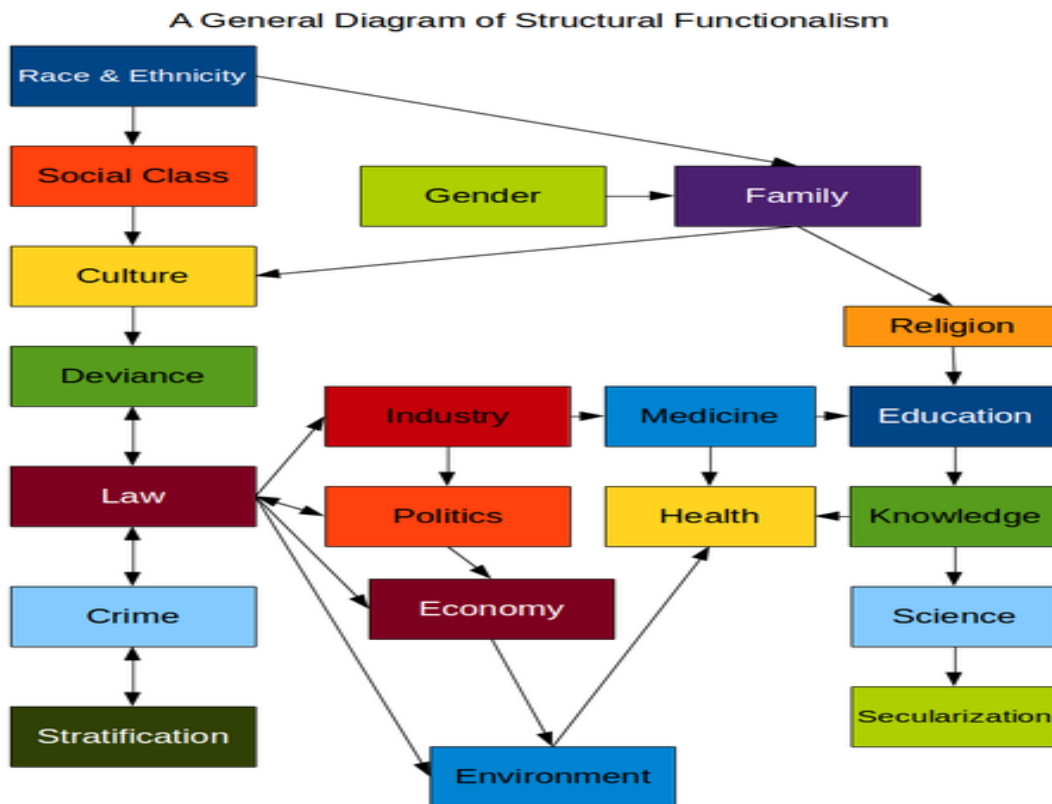 A General Diagram of Structural Functionalism
Race & Ethnicity
Social Class
Gender
Family
Culture
Religion
Deviance
Industry
Medicine
Education
Law
Politics
Health
Knowledge
Crime
Economy
Science
Stratification
Secularization
Environment